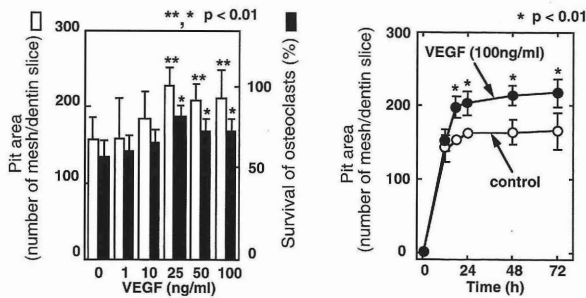 **,* p < 0.01
Pit area
(number of mesh/dentin slice)
300
200
100
0
** ** **
* * *
Survival of osteoclasts (%)
100
50
0
0 1 10 25 50 100
VEGF (ng/ml)
* p < 0.01
Pit area
(number of mesh/dentin slice)
300
200
100
0
VEGF (100ng/ml)
* * * *
control
0 24 48 72
Time (h)